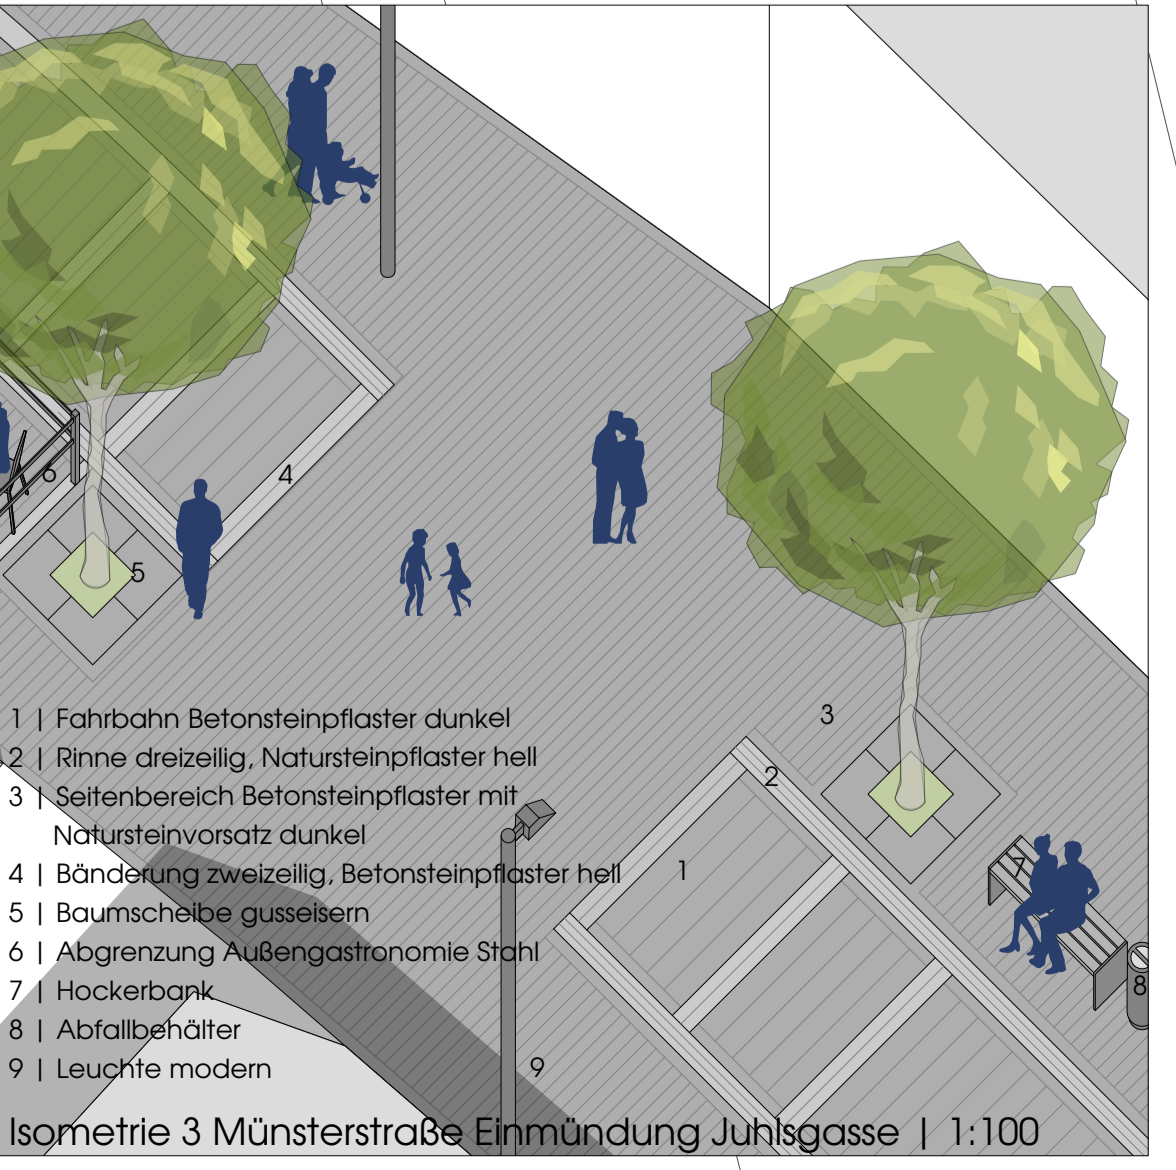 6
4
5
3
2
1
7
8
9
1 | Fahrbahn Betonsteinpflaster dunkel
2 | Rinne dreizeilig, Natursteinpflaster hell
3 | Seitenbereich Betonsteinpflaster mit
Natursteinvorsatz dunkel
4 | Bänderung zweizeilig, Betonsteinpflaster hell
5 | Baumscheibe gusseisern
6 | Abgrenzung Außengastronomie Stahl
7 | Hockerbank
8 | Abfallbehälter
9 | Leuchte modern
Isometrie 3 Münsterstraße Einmündung Juhlsgasse | 1:100